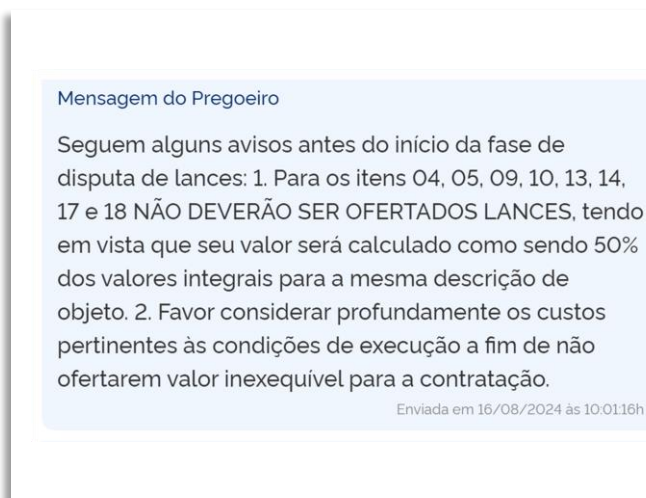 Mensagem do Pregoeiro
Seguem alguns avisos antes do início da fase de
disputa de lances: 1. Para os itens 04, 05, 09, 10, 13, 14,
17 e 18 NÃO DEVERÃO SER OFERTADOS LANCES, tendo
em vista que seu valor será calculado como sendo 50%
dos valores integrais para a mesma descrição de
objeto. 2. Favor considerar profundamente os custos
pertinentes às condições de execução a fim de não
ofertarem valor inexequível para a contratação.
Enviada em 16/08/2024 às 10:01:16h